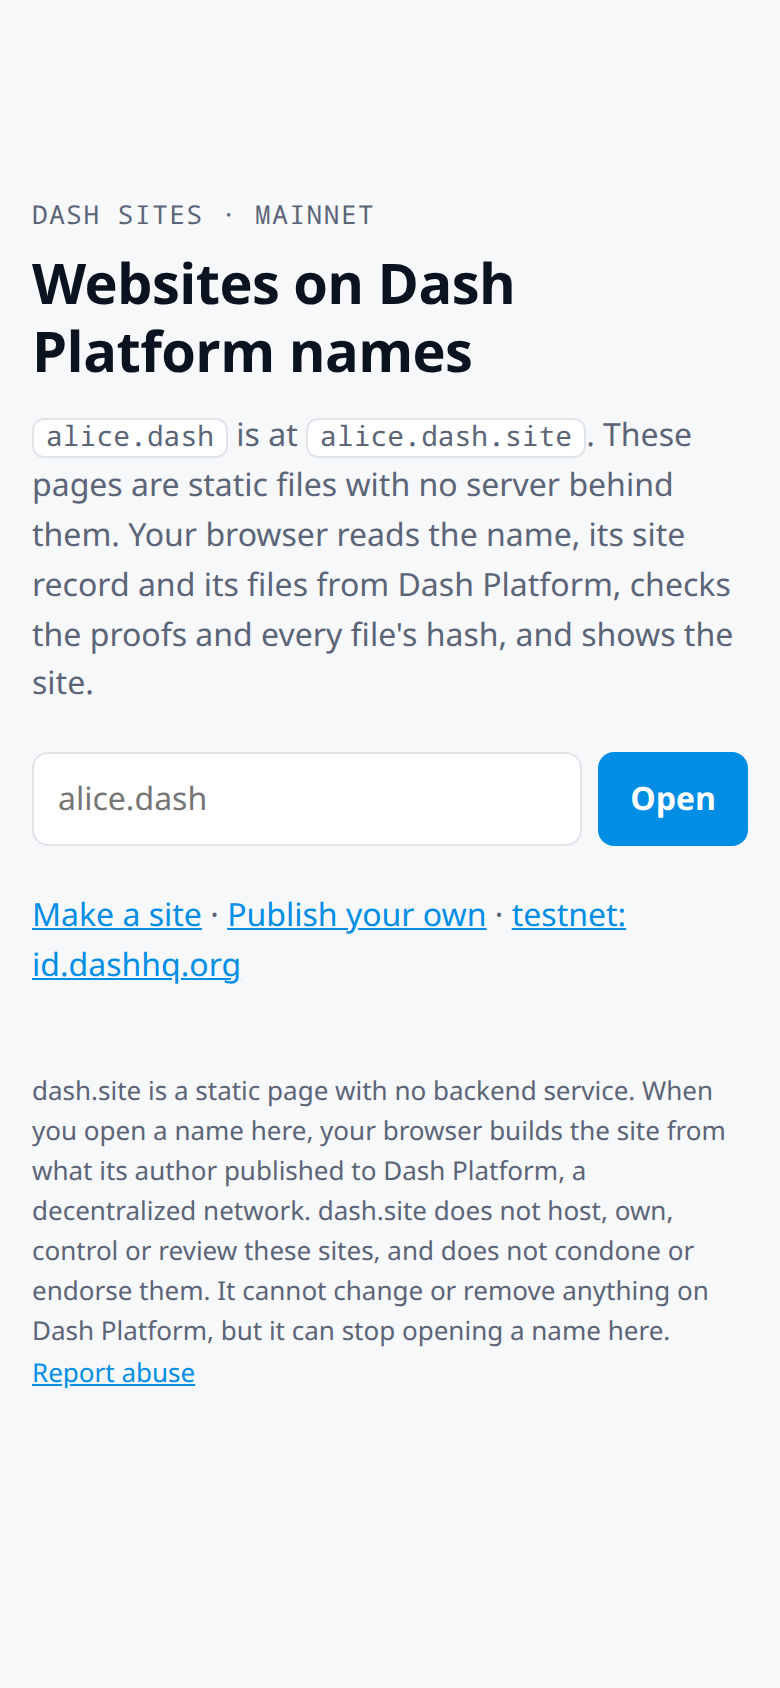 DASH SITES · MAINNET
Websites on Dash
Platform names
alice.dash is at alice.dash.site. These
pages are static files with no server behind
them. Your browser reads the name, its site
record and its files from Dash Platform, checks
the proofs and every file's hash, and shows the
site.
alice.dash
Open
Make a site · Publish your own · testnet:
id.dashhq.org
dash.site is a static page with no backend service. When
you open a name here, your browser builds the site from
what its author published to Dash Platform, a
decentralized network. dash.site does not host, own,
control or review these sites, and does not condone or
endorse them. It cannot change or remove anything on
Dash Platform, but it can stop opening a name here.
Report abuse